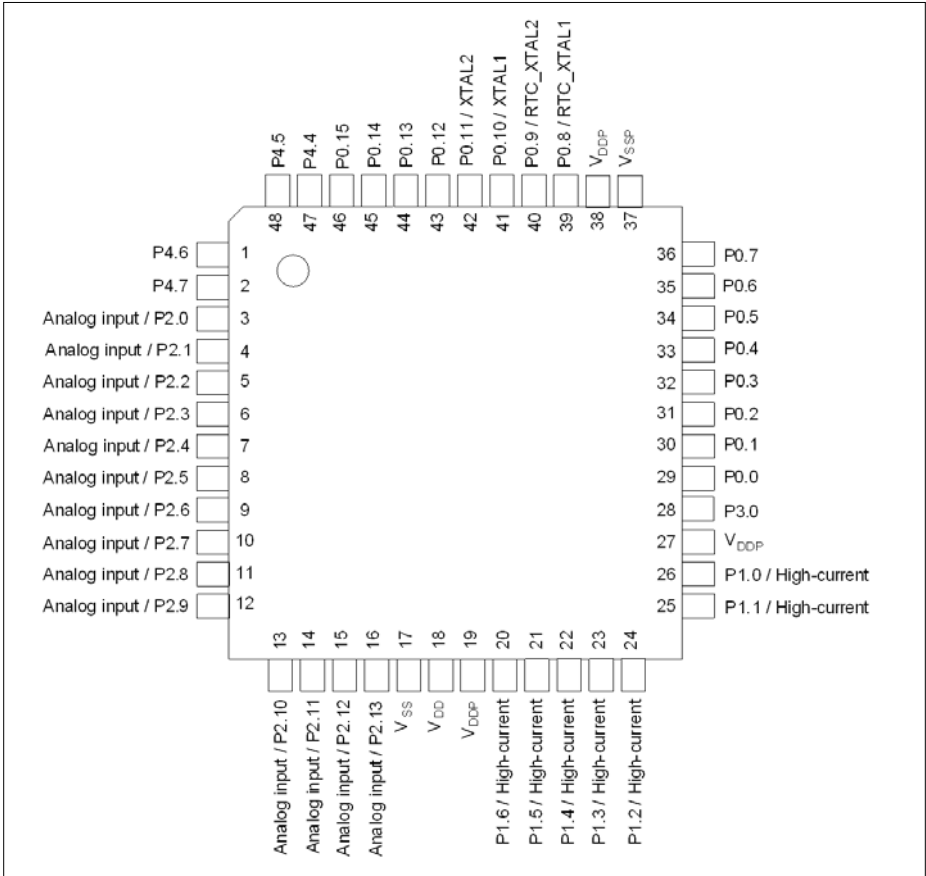 P4.5
P4.4
P0.15
P0.14
P0.13
P0.12
P0.11 / XTAL2
P0.10 / XTAL1
P0.9 / RTC_XTAL2
P0.8 / RTC_XTAL1
VDDP
VSSP
48
47
46
45
44
43
42
41
40
39
38
37
P4.6 1
P4.7 2
Analog input / P2.0 3
Analog input / P2.1 4
Analog input / P2.2 5
Analog input / P2.3 6
Analog input / P2.4 7
Analog input / P2.5 8
Analog input / P2.6 9
Analog input / P2.7 10
Analog input / P2.8 11
Analog input / P2.9 12
36 P0.7
35 P0.6
34 P0.5
33 P0.4
32 P0.3
31 P0.2
30 P0.1
29 P0.0
28 P3.0
27 VDDP
26 P1.0 / High-current
25 P1.1 / High-current
13
14
15
16
17
18
19
20
21
22
23
24
Analog input / P2.10
Analog input / P2.11
Analog input / P2.12
Analog input / P2.13
VSS
VDD
VDDP
P1.6 / High-current
P1.5 / High-current
P1.4 / High-current
P1.3 / High-current
P1.2 / High-current